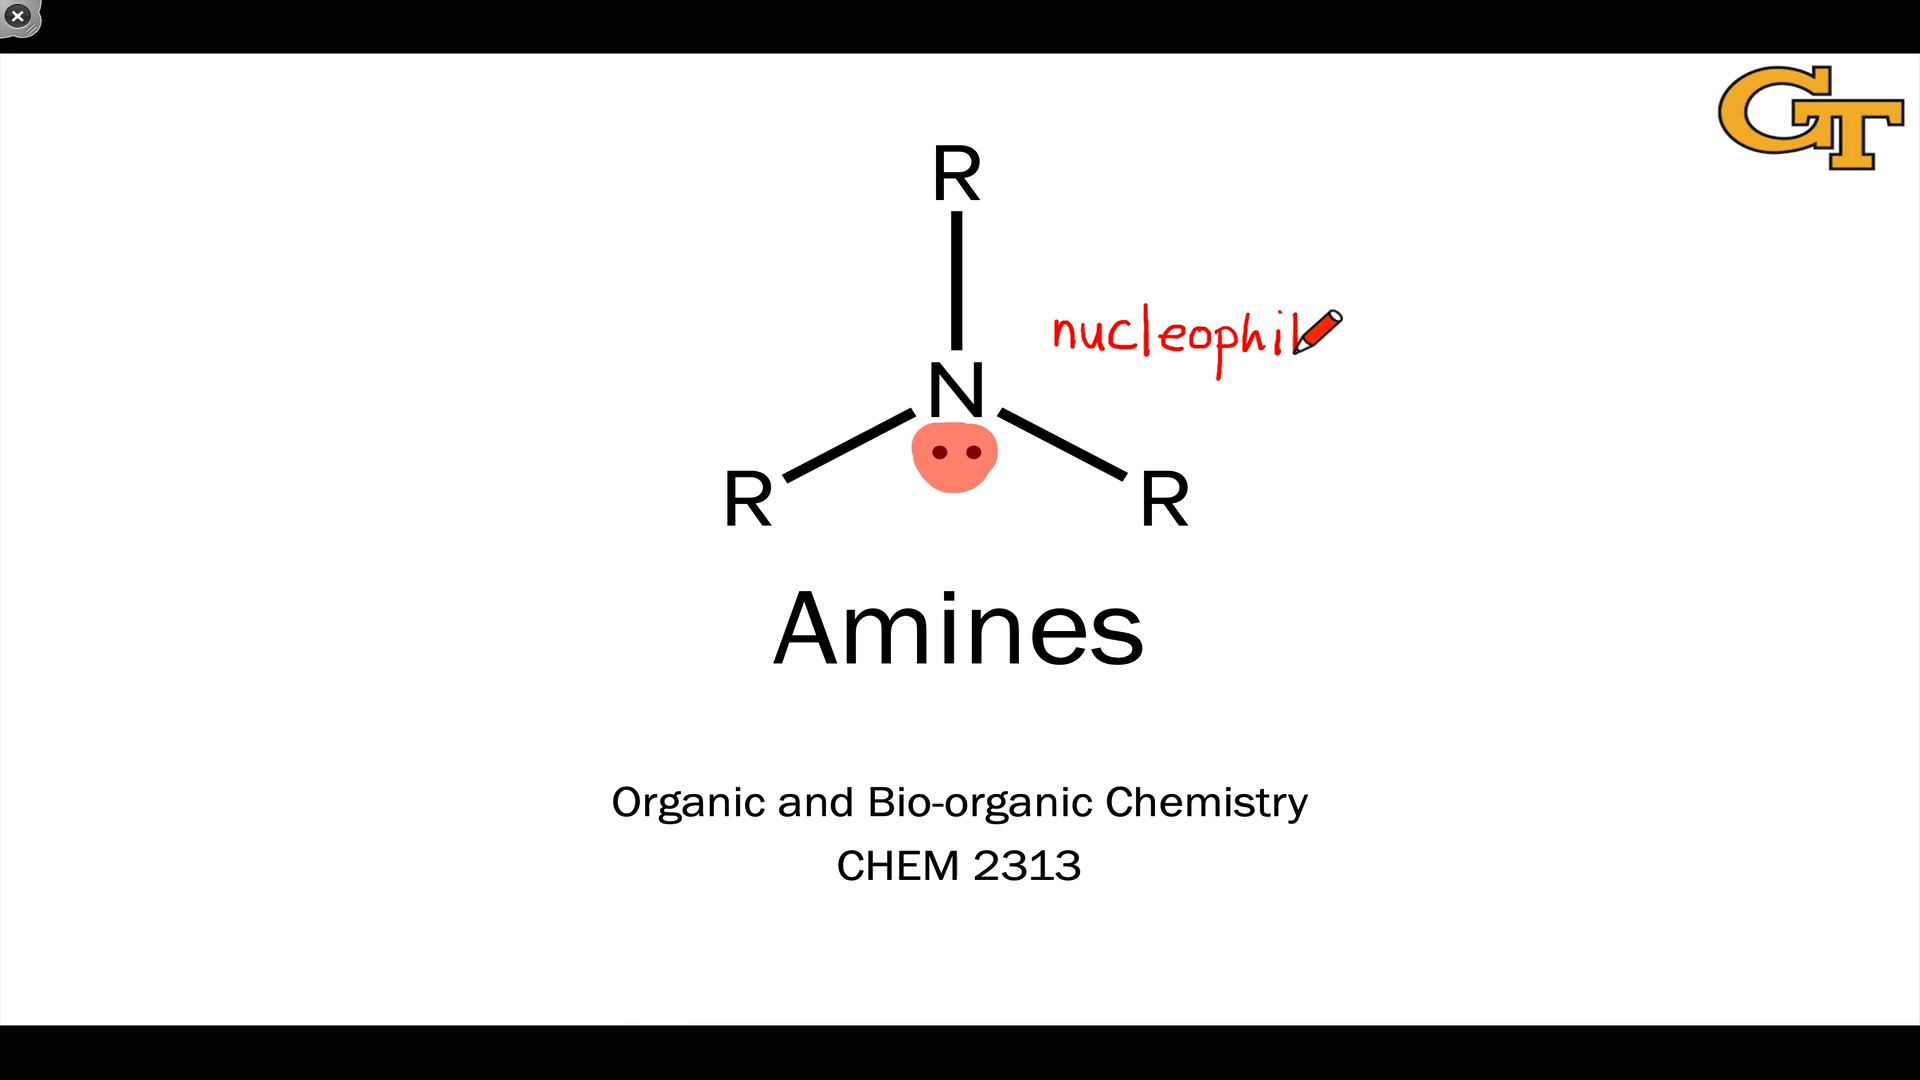 GT
R
nucleophil
N
R R
Amines
Organic and Bio-organic Chemistry
CHEM 2313